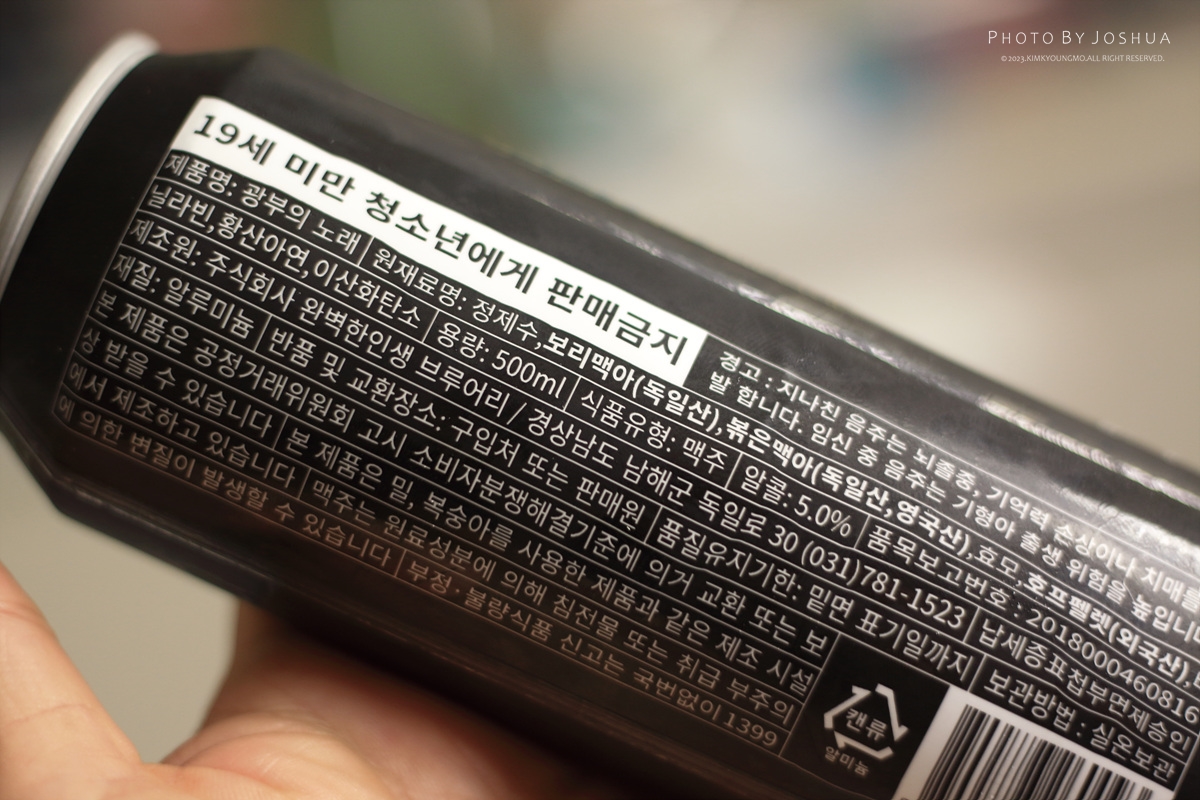 PHOTO BY JOSHUA
© 2023.KIMKYOUNGMO.ALL RIGHT RESERVED.
19세 미만 청소년에게 판매금지
경고 : 지나친 음주는 뇌졸중, 기억력 손상이나 치매를
발 합니다. 임신 중 음주는 기형아 출생 위험을 높입니
제품명: 광부의 노래 | 원재료명: 정제수,보리맥아(독일산),볶은맥아(독일산,영국산),효모,호프펠렛(외국산),
닐라빈,황산아연,이산화탄소 | 용량: 500ml | 식품유형: 맥주 | 알콜: 5.0% | 품목보고번호 : 2018000460816
제조원: 주식회사 완벽한인생 브루어리 / 경상남도 남해군 독일로 30 (031)781-1523 | 납세증표첩부면제승인
재질: 알루미늄 | 반품 및 교환장소: 구입처 또는 판매원 | 품질유지기한: 밑면 표기일까지 | 보관방법 : 실온보관
본 제품은 공정거래위원회 고시 소비자분쟁해결기준에 의거 교환 또는 보
상 받을 수 있습니다 | 본 제품은 밀, 복숭아를 사용한 제품과 같은 제조 시설
에서 제조하고 있습니다 | 맥주는 원료성분에 의해 침전물 또는 취급 부주의
에 의한 변질이 발생할 수 있습니다 | 부정·불량식품 신고는 국번없이 1399
캔류
알미늄